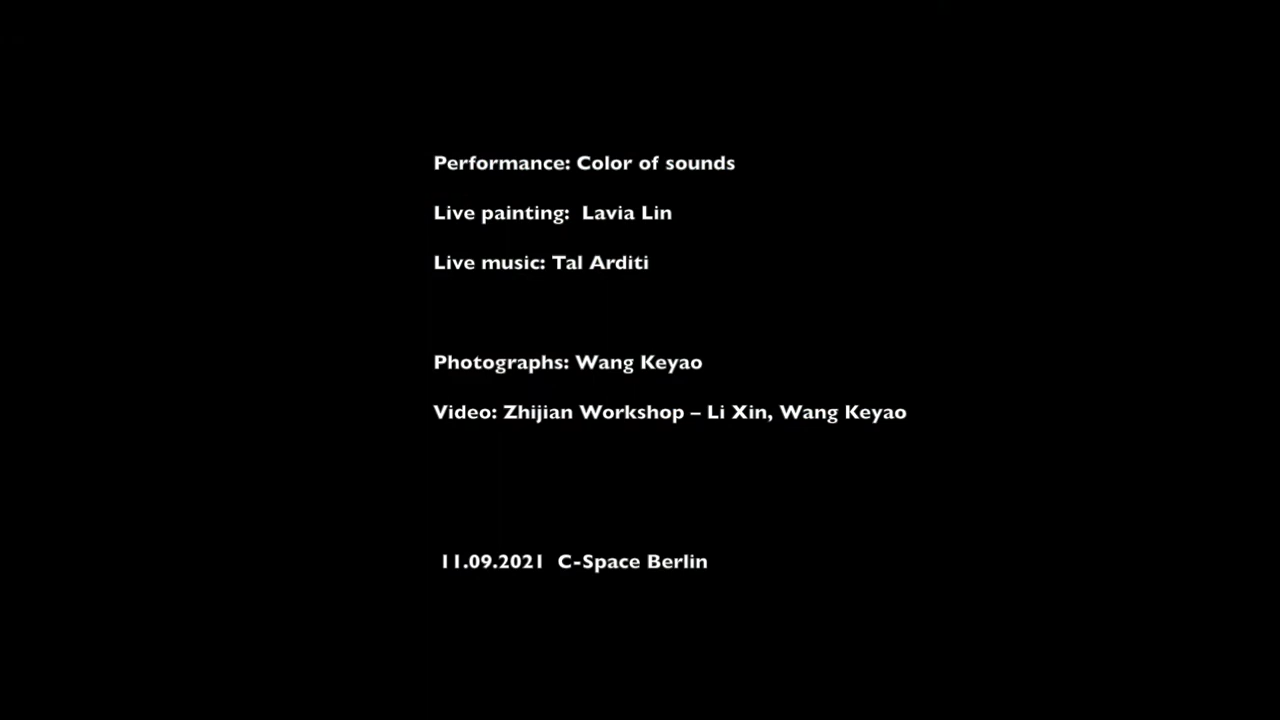 Performance: Color of sounds
Live painting:  Lavia Lin
Live music: Tal Arditi
Photographs: Wang Keyao
Video: Zhijian Workshop – Li Xin, Wang Keyao
11.09.2021  C-Space Berlin